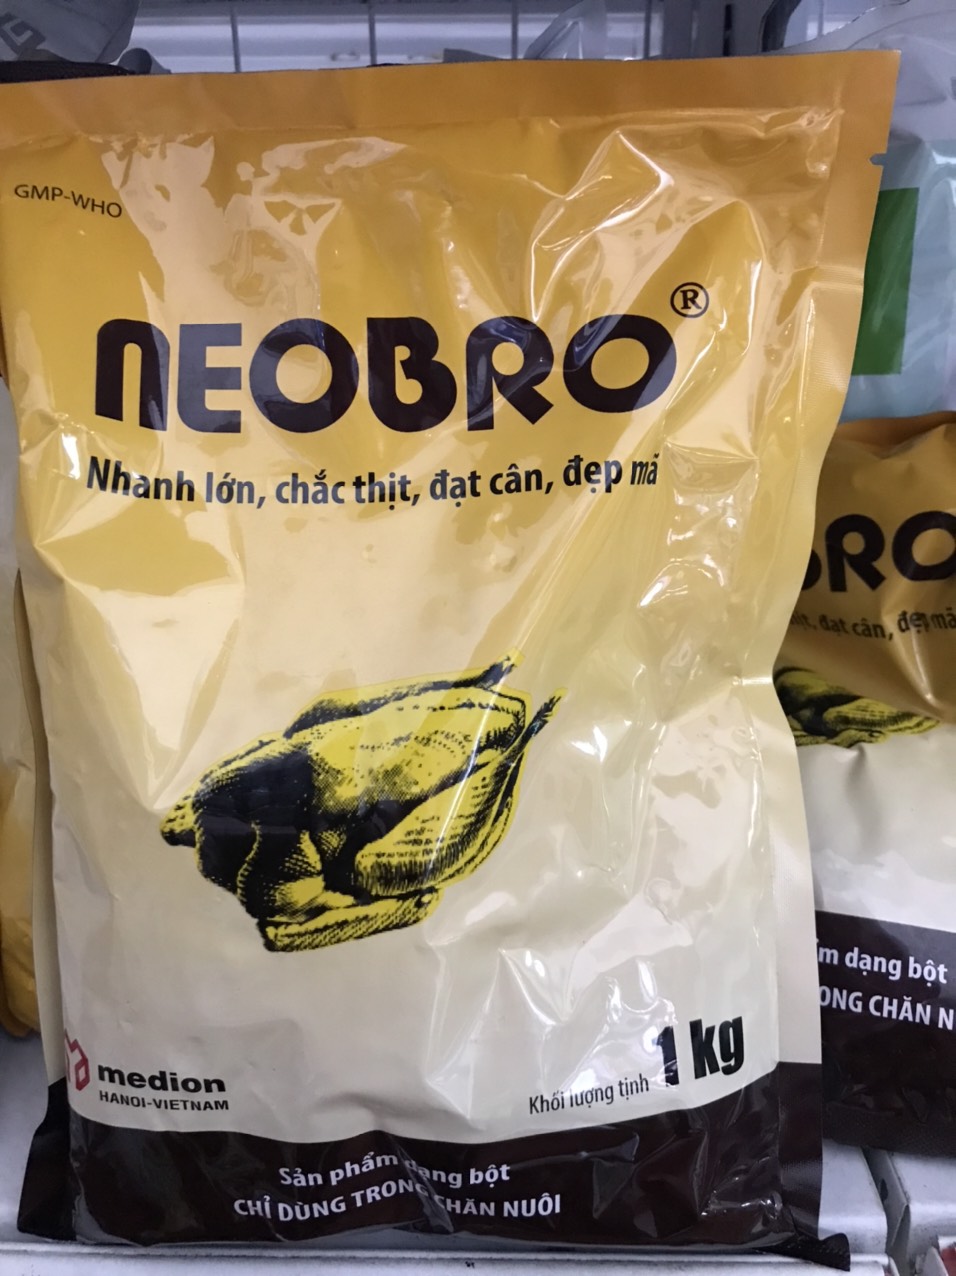 GMP-WHO
NEOBRO®
Nhanh lớn, chắc thịt, đạt cân, đẹp mã
medion
HANOI-VIETNAM
Khối lượng tịnh 1 kg
Sản phẩm dạng bột
CHỈ DÙNG TRONG CHĂN NUÔI
BRO
đạt cân, đẹp mã
dạng bột